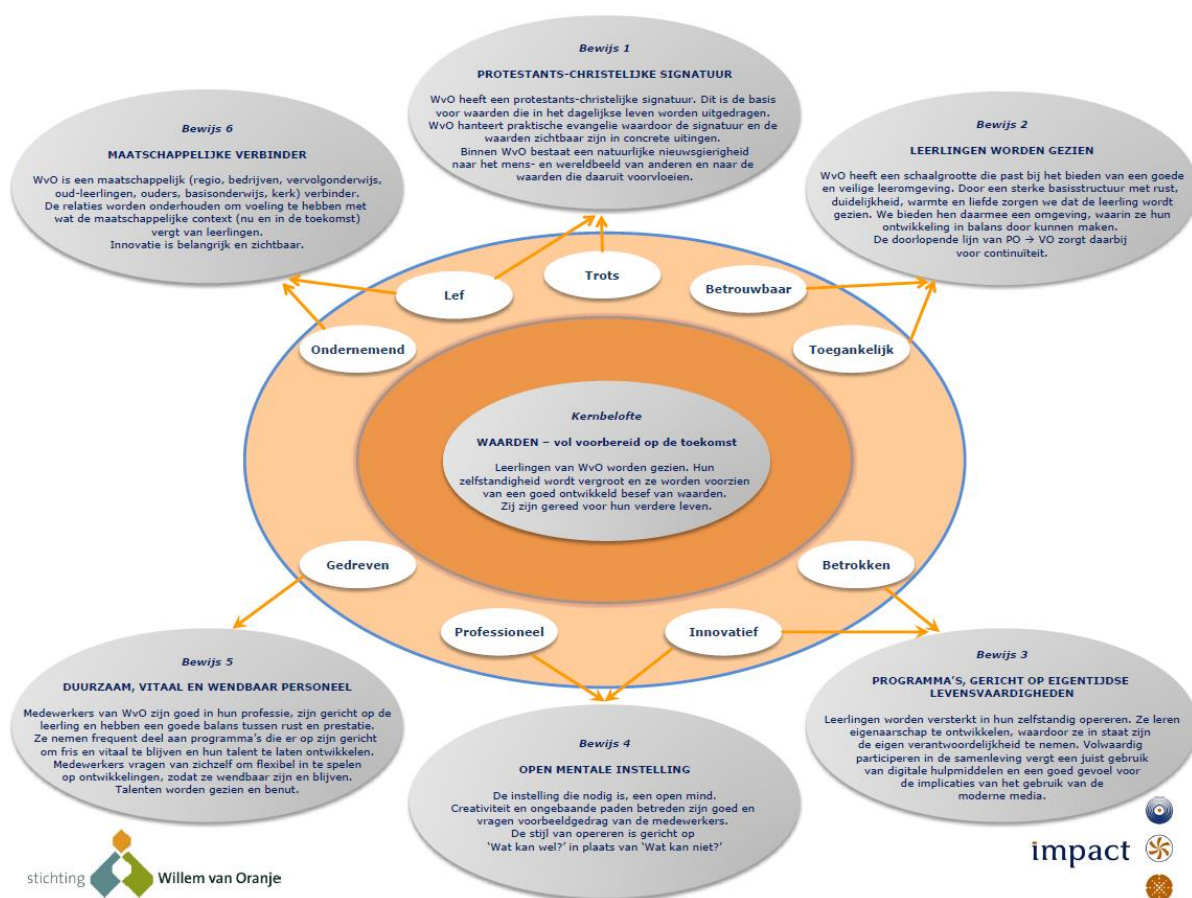 Bewijs 1
PROTESTANTS-CHRISTELIJKE SIGNATUUR
WvO heeft een protestants-christelijke signatuur. Dit is de basis
voor waarden die in het dagelijkse leven worden uitgedragen.
WvO hanteert praktische evangelie waardoor de signatuur en de
waarden zichtbaar zijn in concrete uitingen.
Binnen WvO bestaat een natuurlijke nieuwsgierigheid
naar het mens- en wereldbeeld van anderen en naar de
waarden die daaruit voorvloeien.
Bewijs 6
MAATSCHAPPELIJKE VERBINDER
WvO is een maatschappelijk (regio, bedrijven, vervolgonderwijs,
oud-leerlingen, ouders, basisonderwijs, kerk) verbinder.
De relaties worden onderhouden om voeling te hebben met
wat de maatschappelijke context (nu en in de toekomst)
vergt van leerlingen.
Innovatie is belangrijk en zichtbaar.
Bewijs 2
LEERLINGEN WORDEN GEZIEN
WvO heeft een schaalgrootte die past bij het bieden van een goede
en veilige leeromgeving. Door een sterke basisstructuur met rust,
duidelijkheid, warmte en liefde zorgen we dat de leerling wordt
gezien. We bieden hen daarmee een omgeving, waarin ze hun
ontwikkeling in balans door kunnen maken.
De doorlopende lijn van PO → VO zorgt daarbij
voor continuïteit.
Trots
Lef
Betrouwbaar
Ondernemend
Toegankelijk
Kernbelofte
WAARDEN – vol voorbereid op de toekomst
Leerlingen van WvO worden gezien. Hun
zelfstandigheid wordt vergroot en ze worden voorzien
van een goed ontwikkeld besef van waarden.
Zij zijn gereed voor hun verdere leven.
Gedreven
Betrokken
Professioneel
Innovatief
Bewijs 5
DUURZAAM, VITAAL EN WENDBAAR PERSONEEL
Medewerkers van WvO zijn goed in hun professie, zijn gericht op de
leerling en hebben een goede balans tussen rust en prestatie.
Ze nemen frequent deel aan programma's die er op zijn gericht
om fris en vitaal te blijven en hun talent te laten ontwikkelen.
Medewerkers vragen van zichzelf om flexibel in te spelen
op ontwikkelingen, zodat ze wendbaar zijn en blijven.
Talenten worden gezien en benut.
Bewijs 4
OPEN MENTALE INSTELLING
De instelling die nodig is, een open mind.
Creativiteit en ongebaande paden betreden zijn goed en
vragen voorbeeldgedrag van de medewerkers.
De stijl van opereren is gericht op
'Wat kan wel?' in plaats van 'Wat kan niet?'
Bewijs 3
PROGRAMMA'S, GERICHT OP EIGENTIJDSE
LEVENSVAARDIGHEDEN
Leerlingen worden versterkt in hun zelfstandig opereren. Ze leren
eigenaarschap te ontwikkelen, waardoor ze in staat zijn
de eigen verantwoordelijkheid te nemen. Volwaardig
participeren in de samenleving vergt een juist gebruik
van digitale hulpmiddelen en een goed gevoel voor
de implicaties van het gebruik van de
moderne media.
stichting Willem van Oranje
impact